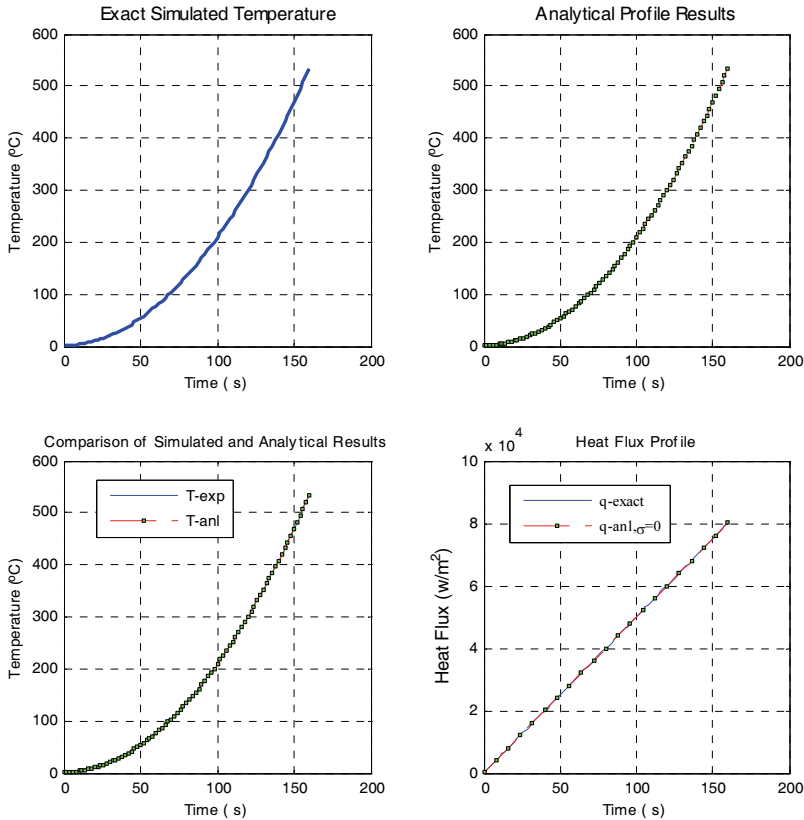 Exact Simulated Temperature
600
500
400
300
200
100
0
Temperature (ºC)
0 50 100 150 200
Time ( s)
Analytical Profile Results
600
500
400
300
200
100
0
Temperature (ºC)
0 50 100 150 200
Time ( s)
Comparison of Simulated and Analytical Results
600
500
400
300
200
100
0
Temperature (ºC)
T-exp
T-anl
0 50 100 150 200
Time ( s)
Heat Flux Profile
x 10⁴
10
8
6
4
2
0
Heat Flux (w/m²)
q-exact
q-anl,σ=0
0 50 100 150 200
Time ( s)